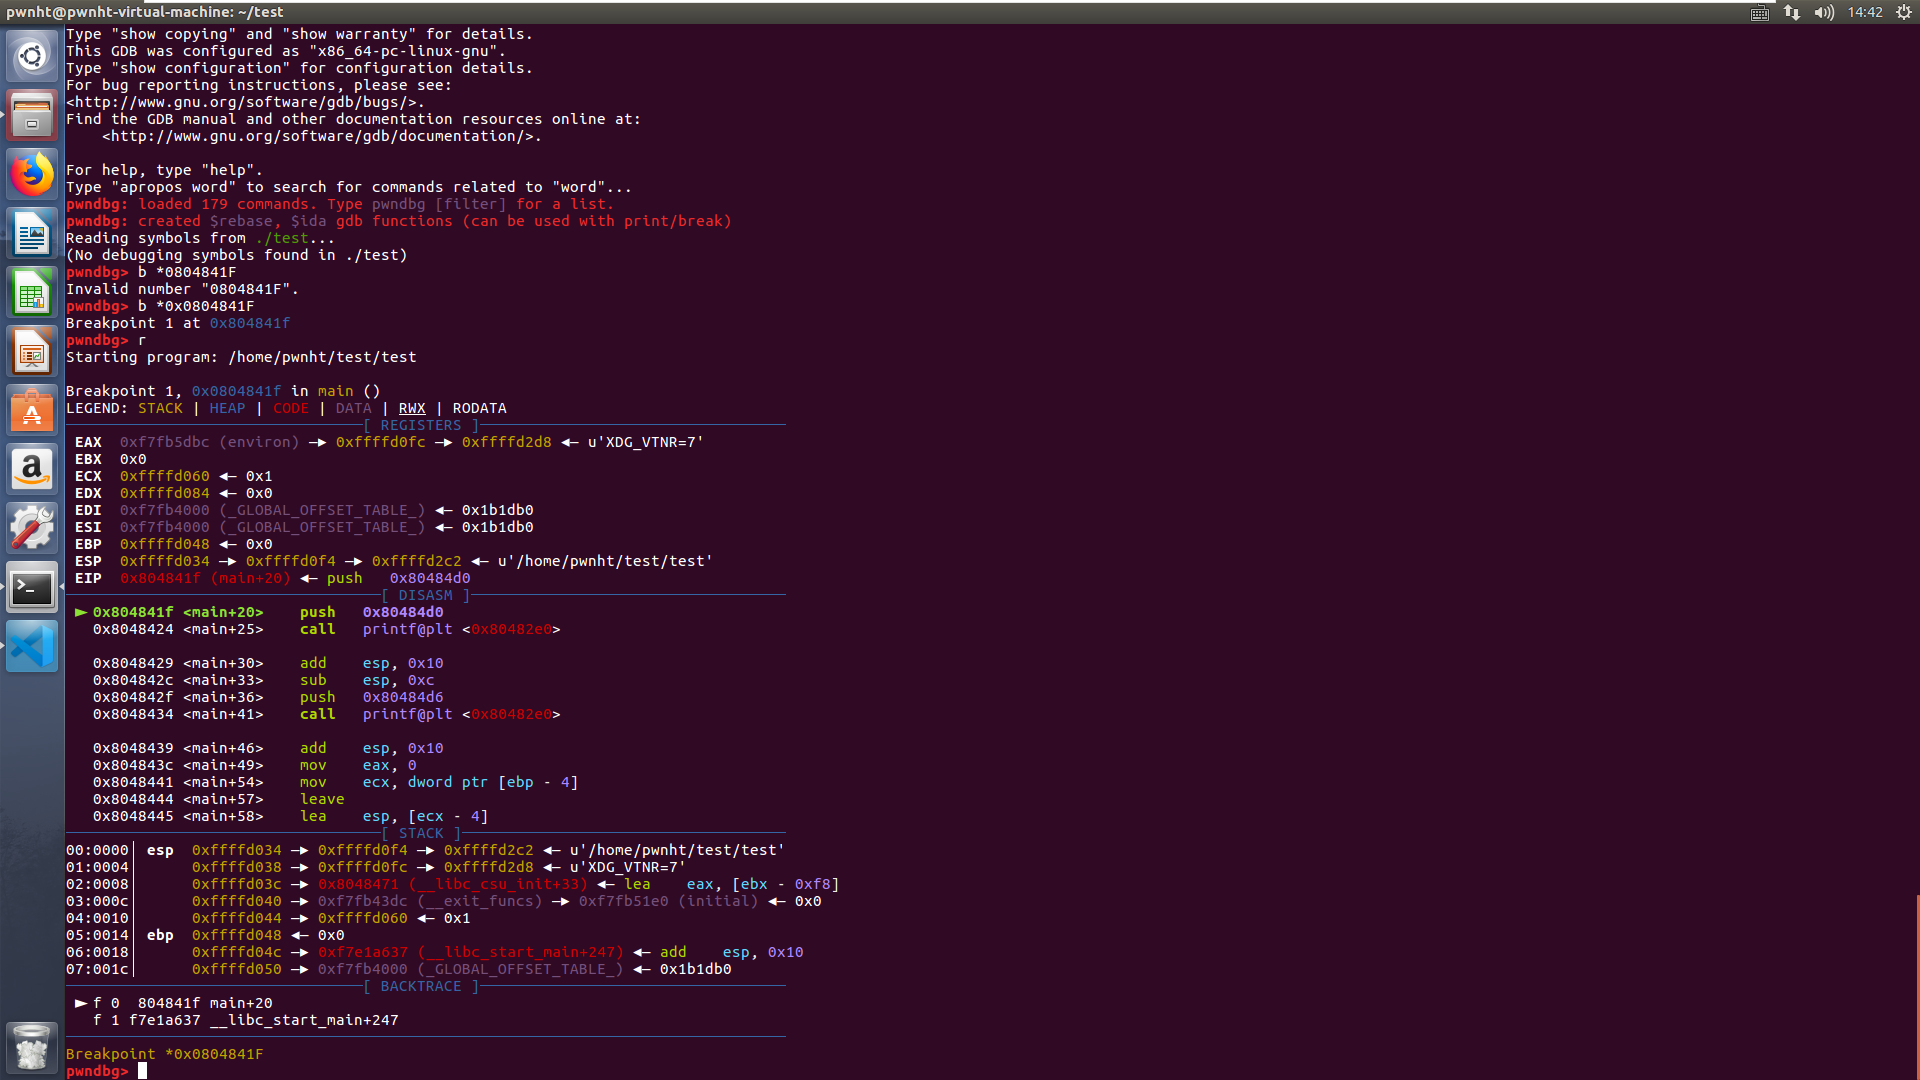 pwnht@pwnht-virtual-machine: ~/test
14:42
Type "show copying" and "show warranty" for details.
This GDB was configured as "x86_64-pc-linux-gnu".
Type "show configuration" for configuration details.
For bug reporting instructions, please see:
<http://www.gnu.org/software/gdb/bugs/>.
Find the GDB manual and other documentation resources online at:
    <http://www.gnu.org/software/gdb/documentation/>.
For help, type "help".
Type "apropos word" to search for commands related to "word"...
pwndbg: loaded 179 commands. Type pwndbg [filter] for a list.
pwndbg: created $rebase, $ida gdb functions (can be used with print/break)
Reading symbols from ./test...
(No debugging symbols found in ./test)
pwndbg> b *0804841F
Invalid number "0804841F".
pwndbg> b *0x0804841F
Breakpoint 1 at 0x804841f
pwndbg> r
Starting program: /home/pwnht/test/test
Breakpoint 1, 0x0804841f in main ()
LEGEND: STACK | HEAP | CODE | DATA | RWX | RODATA
[ REGISTERS ]
EAX  0xf7fb5dbc (environ) —► 0xffffd0fc —► 0xffffd2d8 ◄— u'XDG_VTNR=7'
EBX  0x0
ECX  0xffffd060 ◄— 0x1
EDX  0xffffd084 ◄— 0x0
EDI  0xf7fb4000 (_GLOBAL_OFFSET_TABLE_) ◄— 0x1b1db0
ESI  0xf7fb4000 (_GLOBAL_OFFSET_TABLE_) ◄— 0x1b1db0
EBP  0xffffd048 ◄— 0x0
ESP  0xffffd034 —► 0xffffd0f4 —► 0xffffd2c2 ◄— u'/home/pwnht/test/test'
EIP  0x804841f (main+20) ◄— push   0x80484d0
[ DISASM ]
► 0x804841f <main+20>    push   0x80484d0
0x8048424 <main+25>    call   printf@plt <0x80482e0>
0x8048429 <main+30>    add    esp, 0x10
0x804842c <main+33>    sub    esp, 0xc
0x804842f <main+36>    push   0x80484d6
0x8048434 <main+41>    call   printf@plt <0x80482e0>
0x8048439 <main+46>    add    esp, 0x10
0x804843c <main+49>    mov    eax, 0
0x8048441 <main+54>    mov    ecx, dword ptr [ebp - 4]
0x8048444 <main+57>    leave
0x8048445 <main+58>    lea    esp, [ecx - 4]
[ STACK ]
00:0000│ esp  0xffffd034 —► 0xffffd0f4 —► 0xffffd2c2 ◄— u'/home/pwnht/test/test'
01:0004│      0xffffd038 —► 0xffffd0fc —► 0xffffd2d8 ◄— u'XDG_VTNR=7'
02:0008│      0xffffd03c —► 0x8048471 (__libc_csu_init+33) ◄— lea    eax, [ebx - 0xf8]
03:000c│      0xffffd040 —► 0xf7fb43dc (__exit_funcs) —► 0xf7fb51e0 (initial) ◄— 0x0
04:0010│      0xffffd044 —► 0xffffd060 ◄— 0x1
05:0014│ ebp  0xffffd048 ◄— 0x0
06:0018│      0xffffd04c —► 0xf7e1a637 (__libc_start_main+247) ◄— add    esp, 0x10
07:001c│      0xffffd050 —► 0xf7fb4000 (_GLOBAL_OFFSET_TABLE_) ◄— 0x1b1db0
[ BACKTRACE ]
► f 0  804841f main+20
f 1 f7e1a637 __libc_start_main+247
Breakpoint *0x0804841F
pwndbg>